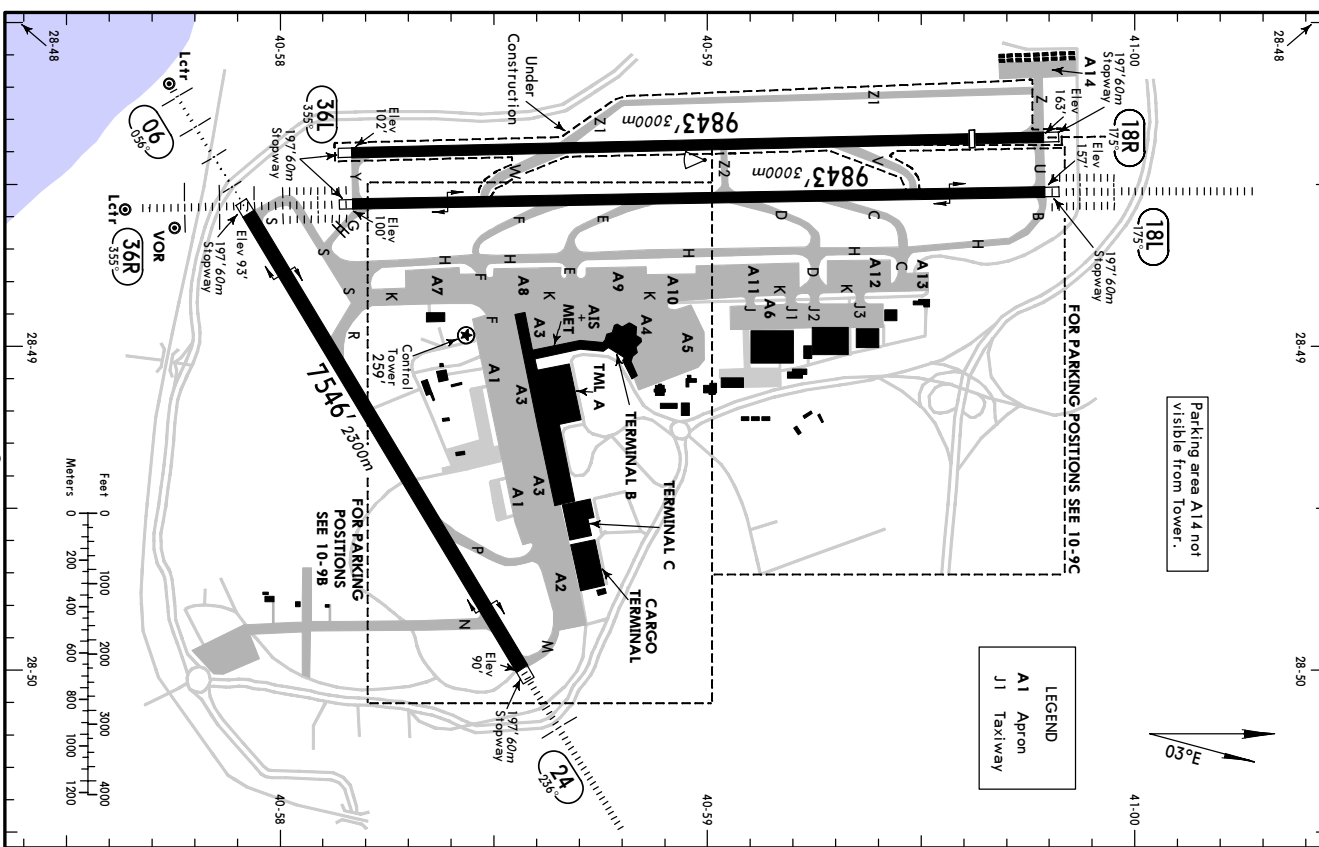 28-48
41-00
28-48
40-59
40-58
197' 60m
Stopway
A14
Z
Elev
163'
18R
175°
Elev
157'
U
B
197' 60m
Stopway
18L
175°
Z1
9843' 3000m
V
Z2
9843' 3000m
Under
Construction
Z1
W
Elev
102'
36L
355°
197' 60m
Stopway
Y
Elev
100'
G
H
Lctr
06
056°
Lctr
VOR
36R
355°
Elev 93'
197' 60m
Stopway
S
S
S
R
K
H
F
E
D
C
H
H
H
H
H
C
D
E
F
F
A7
A8
K
A9
K
A10
A11
K
K
A12
A13
J
J1
J2
J3
A6
A5
A4
A3
AIS
+
MET
Control
Tower
259'
A1
A3
A3
A1
TML A
TERMINAL B
TERMINAL C
CARGO
TERMINAL
A2
P
N
M
Elev
90'
197' 60m
Stopway
24
236°
7546' 2300m
FOR PARKING POSITIONS SEE 10-9C
FOR PARKING
POSITIONS
SEE 10-9B
Parking area A14 not
visible from Tower.
LEGEND
A1 Apron
J1 Taxiway
03°E
28-49
28-49
28-50
28-50
Feet 0 1000 2000 3000 4000
Meters 0 200 400 600 800 1000 1200
40-58
40-59
41-00